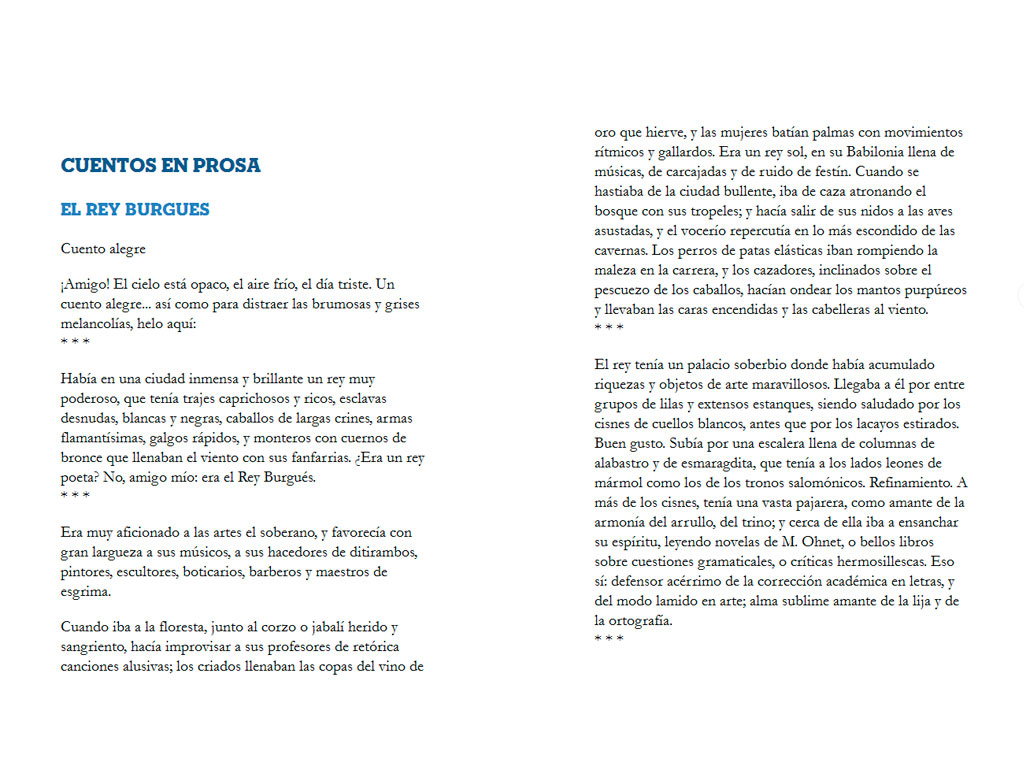 CUENTOS EN PROSA
EL REY BURGUES
Cuento alegre
¡Amigo! El cielo está opaco, el aire frío, el día triste. Un
cuento alegre... así como para distraer las brumosas y grises
melancolías, helo aquí:
* * *
Había en una ciudad inmensa y brillante un rey muy
poderoso, que tenía trajes caprichosos y ricos, esclavas
desnudas, blancas y negras, caballos de largas crines, armas
flamantísimas, galgos rápidos, y monteros con cuernos de
bronce que llenaban el viento con sus fanfarrias. ¿Era un rey
poeta? No, amigo mío: era el Rey Burgués.
* * *
Era muy aficionado a las artes el soberano, y favorecía con
gran largueza a sus músicos, a sus hacedores de ditirambos,
pintores, escultores, boticarios, barberos y maestros de
esgrima.
Cuando iba a la floresta, junto al corzo o jabalí herido y
sangriento, hacía improvisar a sus profesores de retórica
canciones alusivas; los criados llenaban las copas del vino de
oro que hierve, y las mujeres batían palmas con movimientos
rítmicos y gallardos. Era un rey sol, en su Babilonia llena de
músicas, de carcajadas y de ruido de festín. Cuando se
hastiaba de la ciudad bullente, iba de caza atronando el
bosque con sus tropeles; y hacía salir de sus nidos a las aves
asustadas, y el vocerío repercutía en lo más escondido de las
cavernas. Los perros de patas elásticas iban rompiendo la
maleza en la carrera, y los cazadores, inclinados sobre el
pescuezo de los caballos, hacían ondear los mantos purpúreos
y llevaban las caras encendidas y las cabelleras al viento.
* * *
El rey tenía un palacio soberbio donde había acumulado
riquezas y objetos de arte maravillosos. Llegaba a él por entre
grupos de lilas y extensos estanques, siendo saludado por los
cisnes de cuellos blancos, antes que por los lacayos estirados.
Buen gusto. Subía por una escalera llena de columnas de
alabastro y de esmaragdita, que tenía a los lados leones de
mármol como los de los tronos salomónicos. Refinamiento. A
más de los cisnes, tenía una vasta pajarera, como amante de la
armonía del arrullo, del trino; y cerca de ella iba a ensanchar
su espíritu, leyendo novelas de M. Ohnet, o bellos libros
sobre cuestiones gramaticales, o críticas hermosillescas. Eso
sí: defensor acérrimo de la corrección académica en letras, y
del modo lamido en arte; alma sublime amante de la lija y de
la ortografía.
* * *